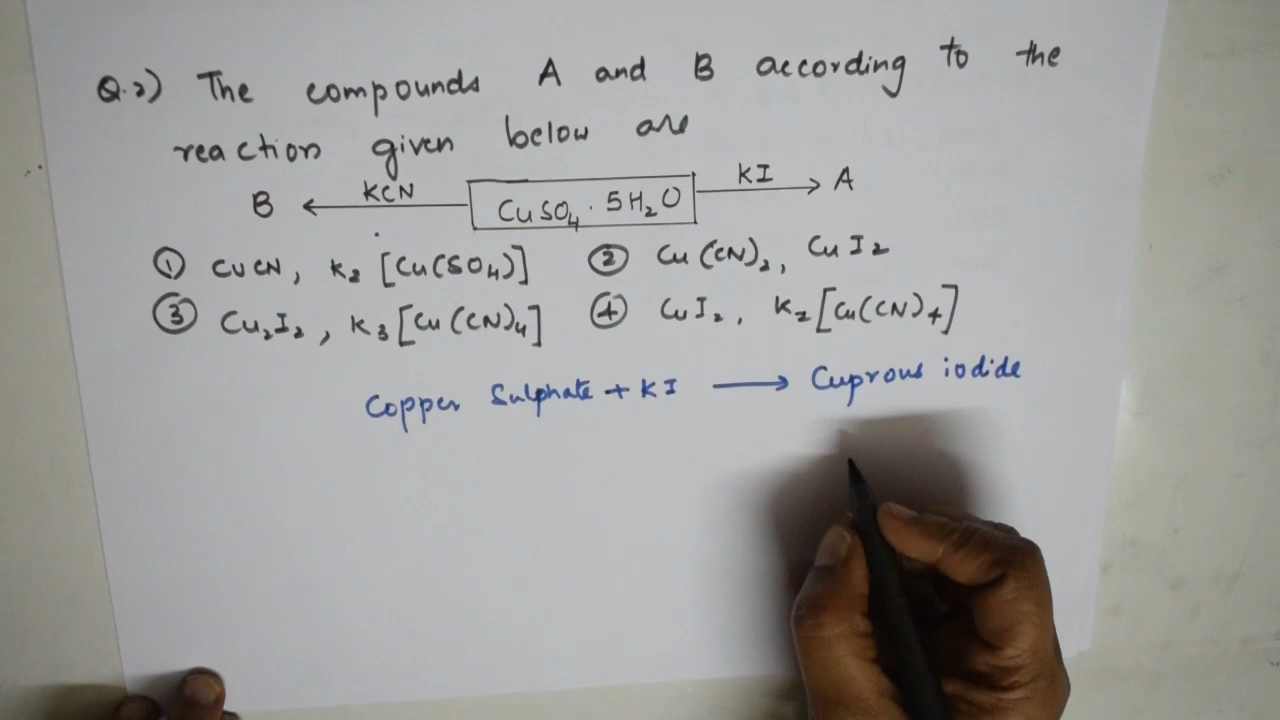 Q.2) The compounds A and B according to the
reaction given below are
B ← KCN CuSO₄ · 5H₂O KI → A
① CuCN, K₂[Cu(SO₄)] ② Cu(CN)₂, CuI₂
③ Cu₂I₂, K₃[Cu(CN)₄] ④ CuI₂, K₂[Cu(CN)₄]
Copper Sulphate + KI → Cuprous iodide